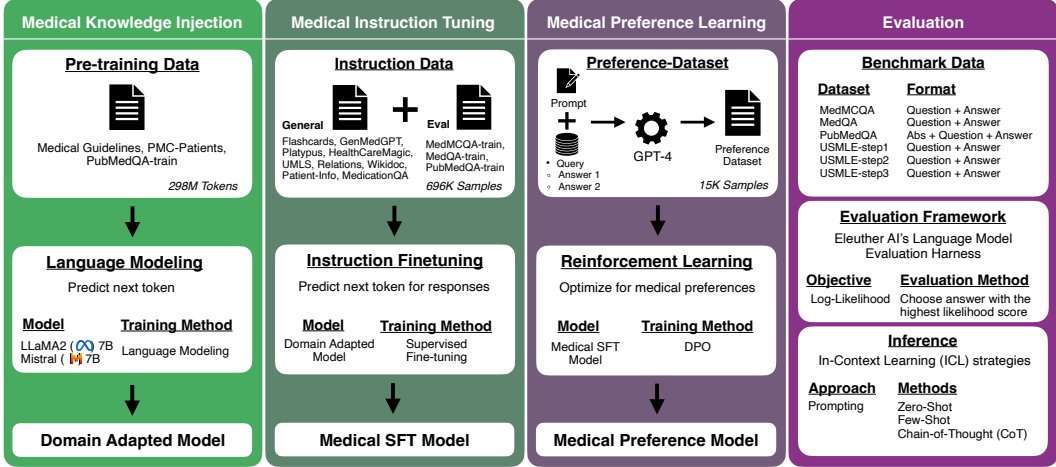 Medical Knowledge Injection
Pre-training Data
Medical Guidelines, PMC-Patients,
PubMedQA-train
298M Tokens
Language Modeling
Predict next token
Model
Training Method
LLaMA2 ( ) 7B
Mistral ( ) 7B
Language Modeling
Domain Adapted Model
Medical Instruction Tuning
Instruction Data
General
Flashcards, GenMedGPT,
Platypus, HealthCareMagic,
UMLS, Relations, Wikidoc,
Patient-Info, MedicationQA
Eval
MedMCQA-train,
MedQA-train,
PubMedQA-train
696K Samples
Instruction Finetuning
Predict next token for responses
Model
Domain Adapted
Model
Training Method
Supervised
Fine-tuning
Medical SFT Model
Medical Preference Learning
Preference-Dataset
Prompt
• Query
◦ Answer 1
◦ Answer 2
GPT-4
Preference
Dataset
15K Samples
Reinforcement Learning
Optimize for medical preferences
Model
Medical SFT
Model
Training Method
DPO
Medical Preference Model
Evaluation
Benchmark Data
Dataset Format
MedMCQA Question + Answer
MedQA Question + Answer
PubMedQA Abs + Question + Answer
USMLE-step1 Question + Answer
USMLE-step2 Question + Answer
USMLE-step3 Question + Answer
Evaluation Framework
Eleuther AI's Language Model
Evaluation Harness
Objective
Log-Likelihood
Evaluation Method
Choose answer with the
highest likelihood score
Inference
In-Context Learning (ICL) strategies
Approach
Prompting
Methods
Zero-Shot
Few-Shot
Chain-of-Thought (CoT)